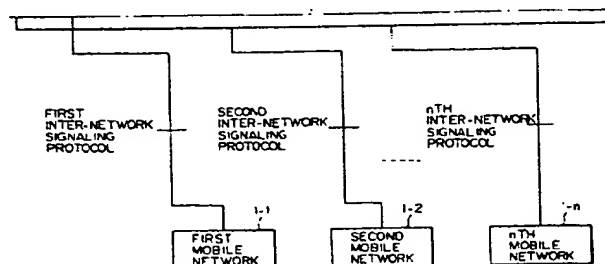 FIRST
INTER-NETWORK
SIGNALING
PROTOCOL
SECOND
INTER-NETWORK
SIGNALING
PROTOCOL
nTH
INTER-NETWORK
SIGNALING
PROTOCOL
1-1
FIRST
MOBILE
NETWORK
1-2
SECOND
MOBILE
NETWORK
1-n
nTH
MOBILE
NETWORK